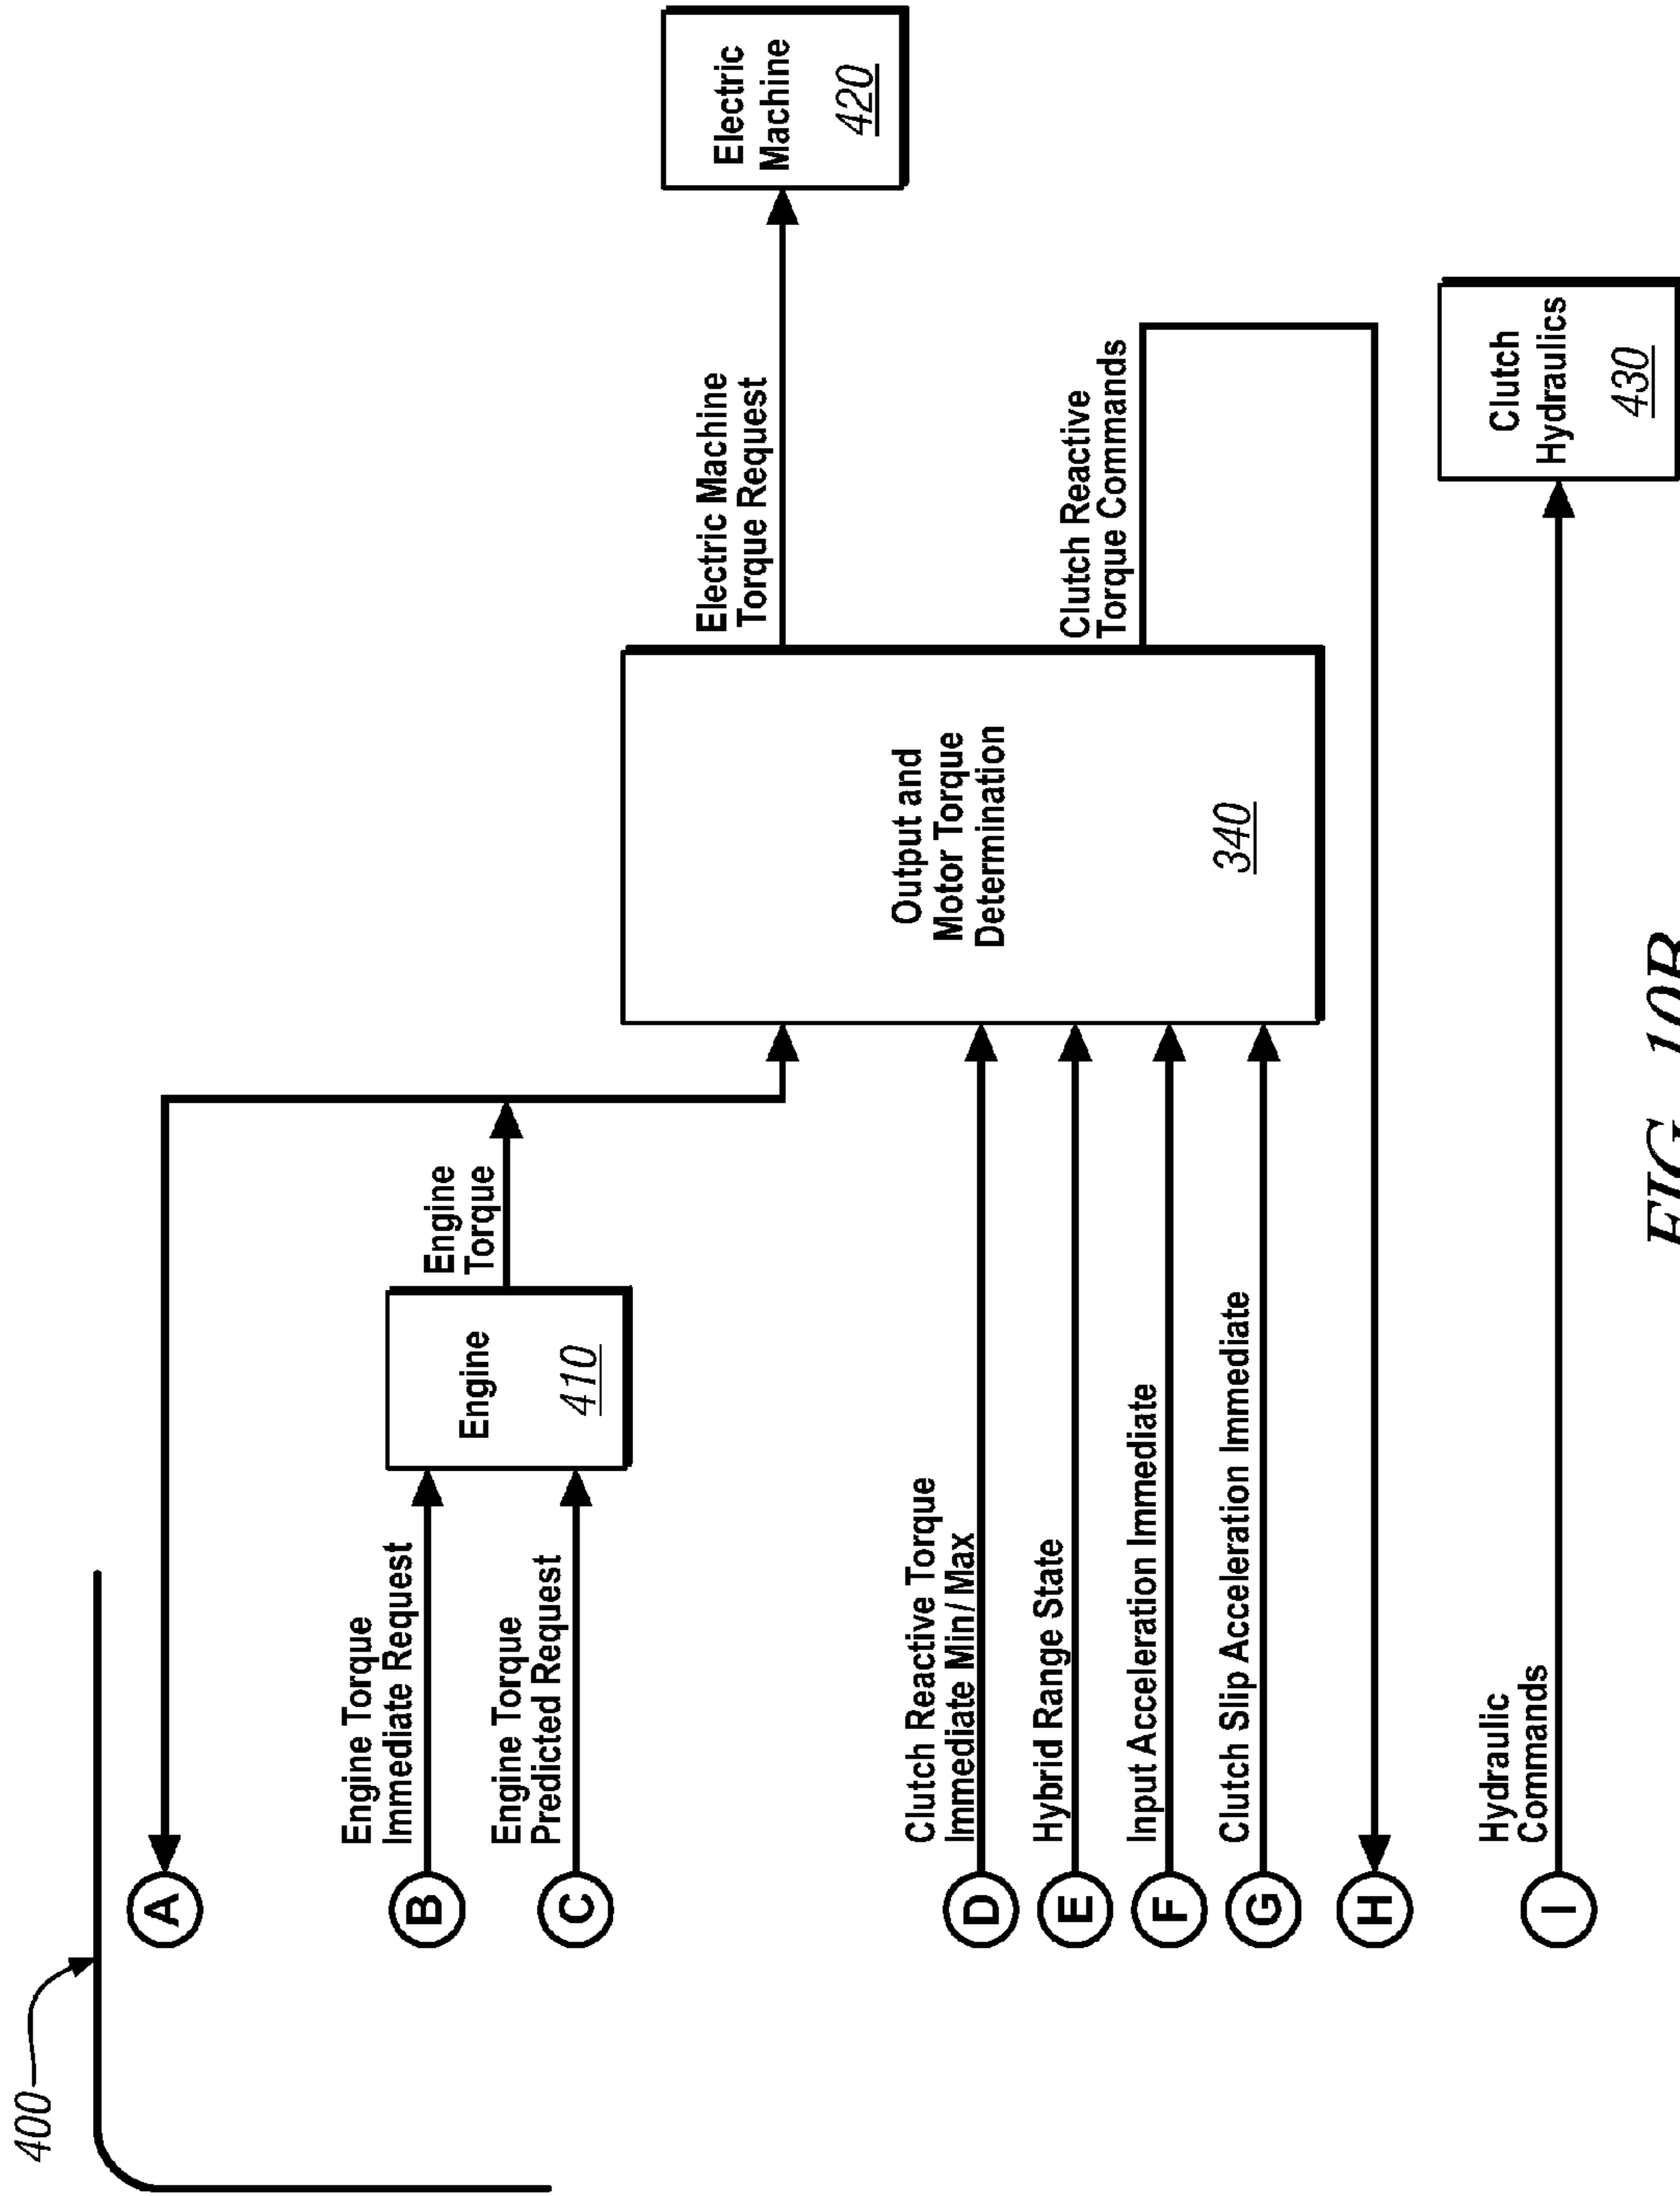 400
A
Engine Torque
Immediate Request
B
Engine Torque
Predicted Request
C
Engine
410
Engine
Torque
Electric Machine
Torque Request
Electric
Machine
420
Output and
Motor Torque
Determination
340
Clutch Reactive Torque
Immediate Min/ Max
D
Hybrid Range State
E
Input Acceleration Immediate
F
Clutch Slip Acceleration Immediate
G
Clutch Reactive
Torque Commands
H
Hydraulic
Commands
I
Clutch
Hydraulics
430
FIG. 10B